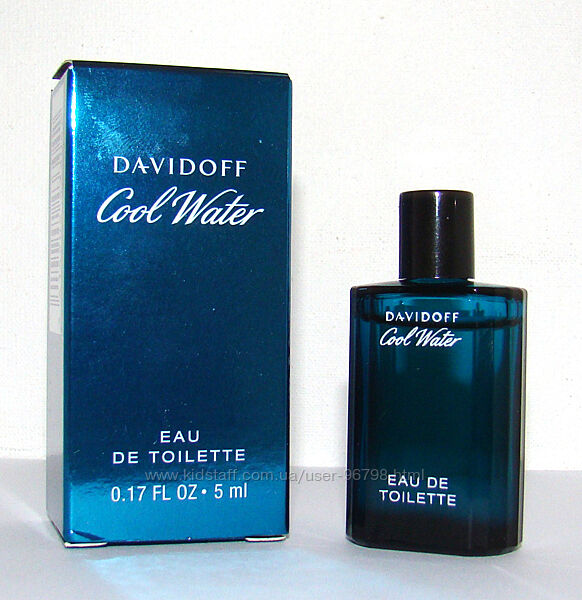 DAVIDOFF
Cool Water
EAU
DE TOILETTE
0.17 FL OZ • 5 ml
DAVIDOFF
Cool Water
EAU DE
TOILETTE
www.kidstaff.com.ua/user-96798.html